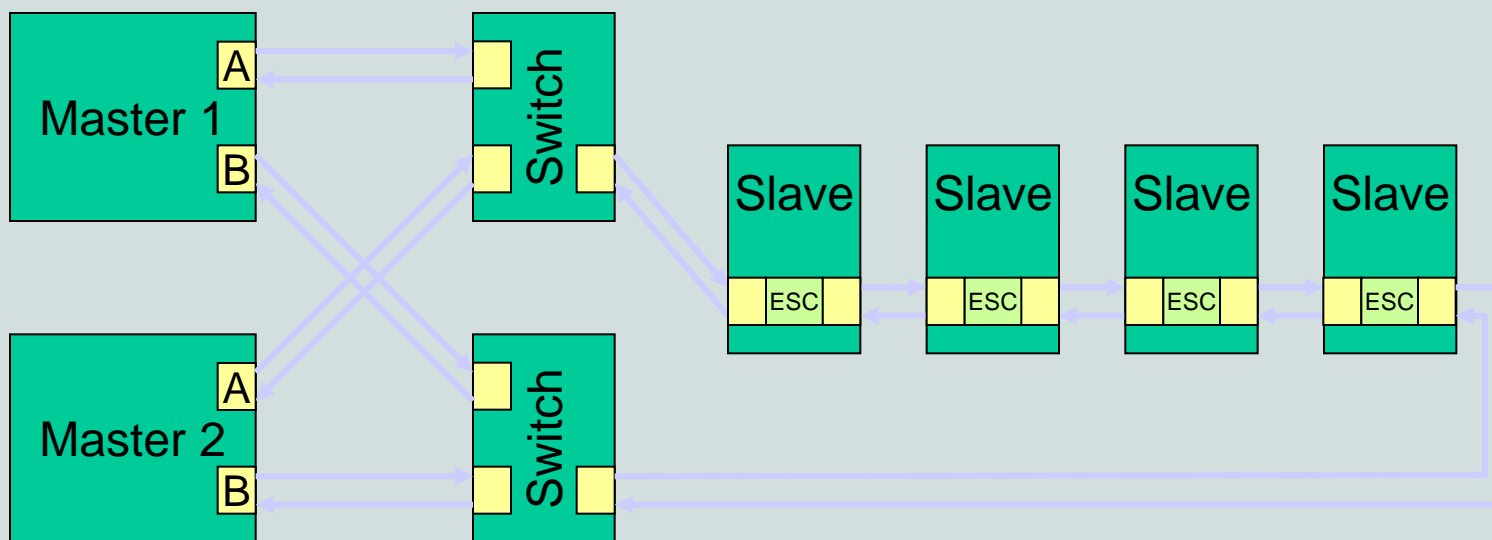 Master 1
A
B
Switch
Slave
ESC
Slave
ESC
Slave
ESC
Slave
ESC
Master 2
A
B
Switch